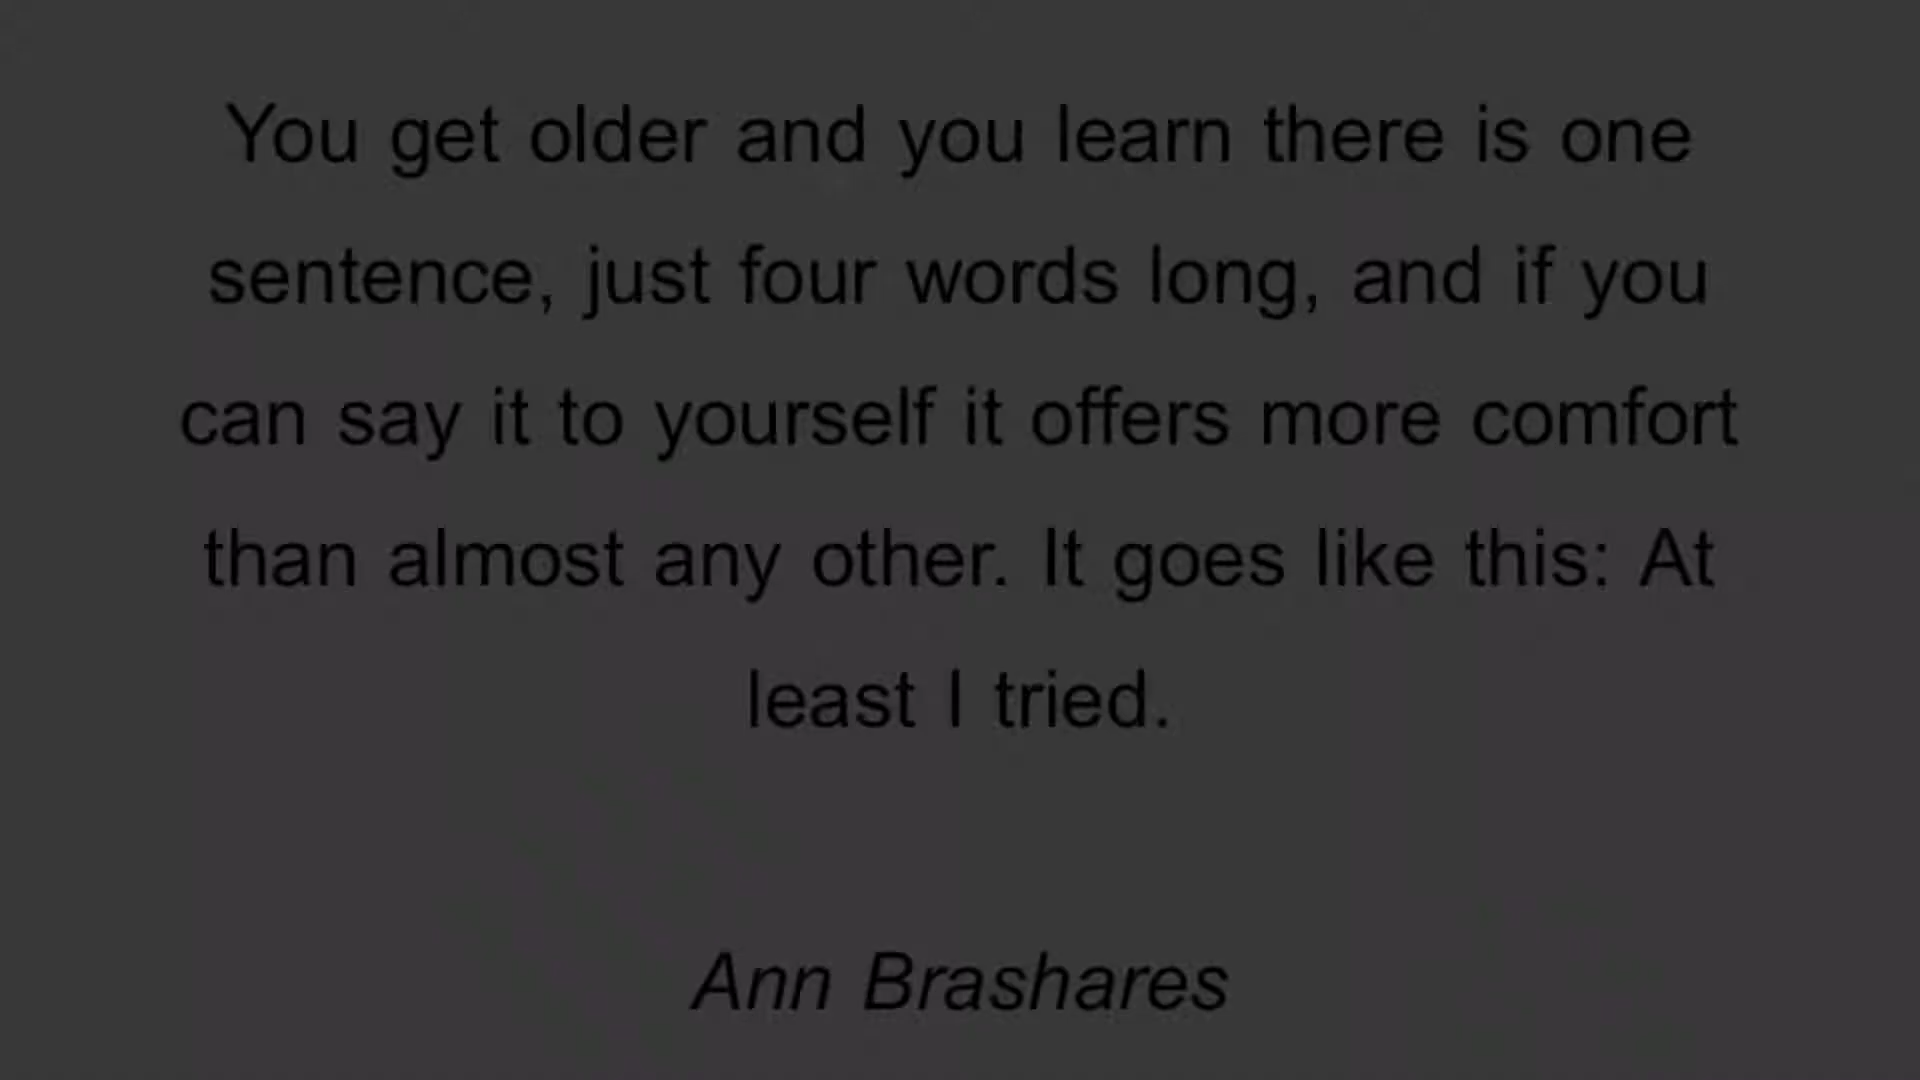 You get older and you learn there is one
sentence, just four words long, and if you
can say it to yourself it offers more comfort
than almost any other. It goes like this: At
least I tried.
Ann Brashares